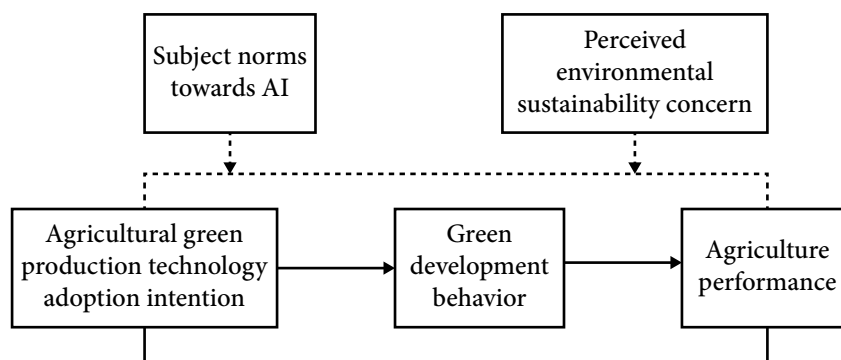 Subject norms
towards AI
Perceived
environmental
sustainability concern
Agricultural green
production technology
adoption intention
Green
development
behavior
Agriculture
performance